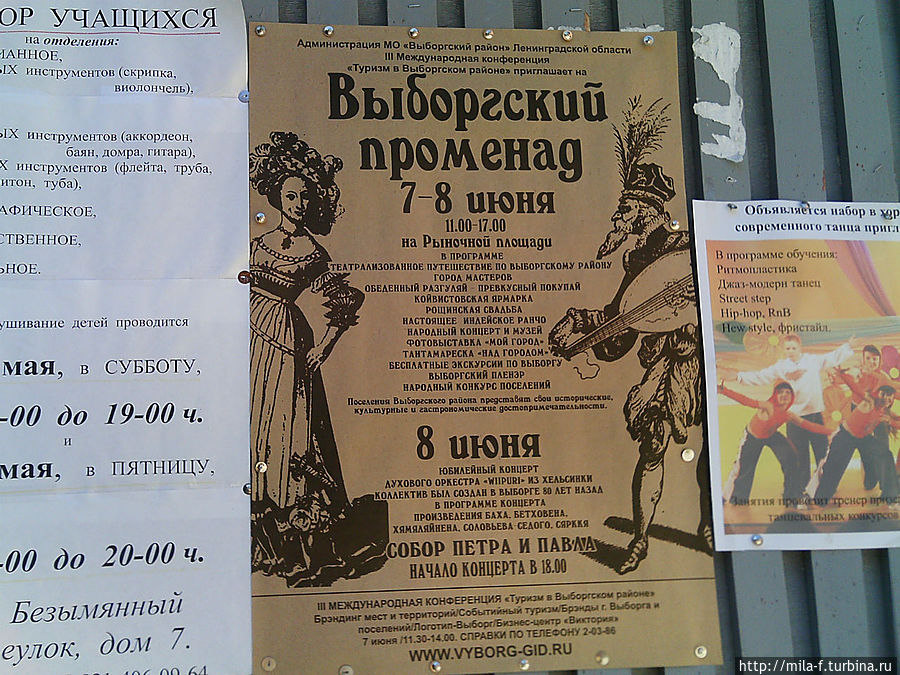 ОР УЧАЩИХСЯ
на отделения:
ИАННОЕ,
ЫХ инструментов (скрипка,
виолончель),
ЫХ инструментов (аккордеон,
баян, домра, гитара),
Х инструментов (флейта, труба,
итон, туба),
АФИЧЕСКОЕ,
СТВЕННОЕ,
ЬНОЕ.
ушивание детей проводится
мая, в СУББОТУ,
-00 до 19-00 ч.
и
мая, в ПЯТНИЦУ,
-00 до 20-00 ч.
Безымянный
еулок, дом 7.
Администрация МО «Выборгский район» Ленинградской области
III Международная конференция
«Туризм в Выборгском районе» приглашает на
Выборгский
променад
7-8 июня
11.00-17.00
на Рыночной площади
В ПРОГРАММЕ
ТЕАТРАЛИЗОВАННОЕ ПУТЕШЕСТВИЕ ПО ВЫБОРГСКОМУ РАЙОНУ
ГОРОД МАСТЕРОВ
ОБЕДЕННЫЙ РАЗГУЛЯЙ - ПРЕВКУСНЫЙ ПОКУПАЙ
КОЙВИСТОВСКАЯ ЯРМАРКА
РОЩИНСКАЯ СВАДЬБА
НАСТОЯЩЕЕ ИНДЕЙСКОЕ РАНЧО
НАРОДНЫЙ КОНЦЕРТ И МУЗЕЙ
ФОТОВЫСТАВКА «МОЙ ГОРОД»
ТАНТАМАРЕСКА «НАД ГОРОДОМ»
БЕСПЛАТНЫЕ ЭКСКУРСИИ ПО ВЫБОРГУ
ВЫБОРГСКИЙ ПЛЕНЭР
НАРОДНЫЙ КОНКУРС ПОСЕЛЕНИЙ
Поселения Выборгского района представят свои исторические,
культурные и гастрономические достопримечательности.
8 июня
ЮБИЛЕЙНЫЙ КОНЦЕРТ
ДУХОВОГО ОРКЕСТРА «WIIPURI» ИЗ ХЕЛЬСИНКИ
КОЛЛЕКТИВ БЫЛ СОЗДАН В ВЫБОРГЕ 80 ЛЕТ НАЗАД
В ПРОГРАММЕ КОНЦЕРТА
ПРОИЗВЕДЕНИЯ БАХА, БЕТХОВЕНА,
ХЯМЯЛЯЙНЕНА, СОЛОВЬЕВА-СЕДОГО, СЯРККЯ
СОБОР ПЕТРА И ПАВЛА
НАЧАЛО КОНЦЕРТА В 18.00
III МЕЖДУНАРОДНАЯ КОНФЕРЕНЦИЯ «Туризм в Выборгском районе»
Брэндинг мест и территорий/Событийный туризм/Брэнды г. Выборга и
поселений/Логотип-Выборг/Бизнес-центр «Виктория»
7 июня /11.30-14.00. СПРАВКИ ПО ТЕЛЕФОНУ 2-03-86
WWW.VYBORG-GID.RU
Объявляется набор в хор
современного танца пригл
В программе обучения:
Ритмопластика
Джаз-модерн танец
Street step
Hip-hop, RnB
New style, фристайл.
Занятия проводит тренер
танцевальных конкурсов
http://mila-f.turbina.ru